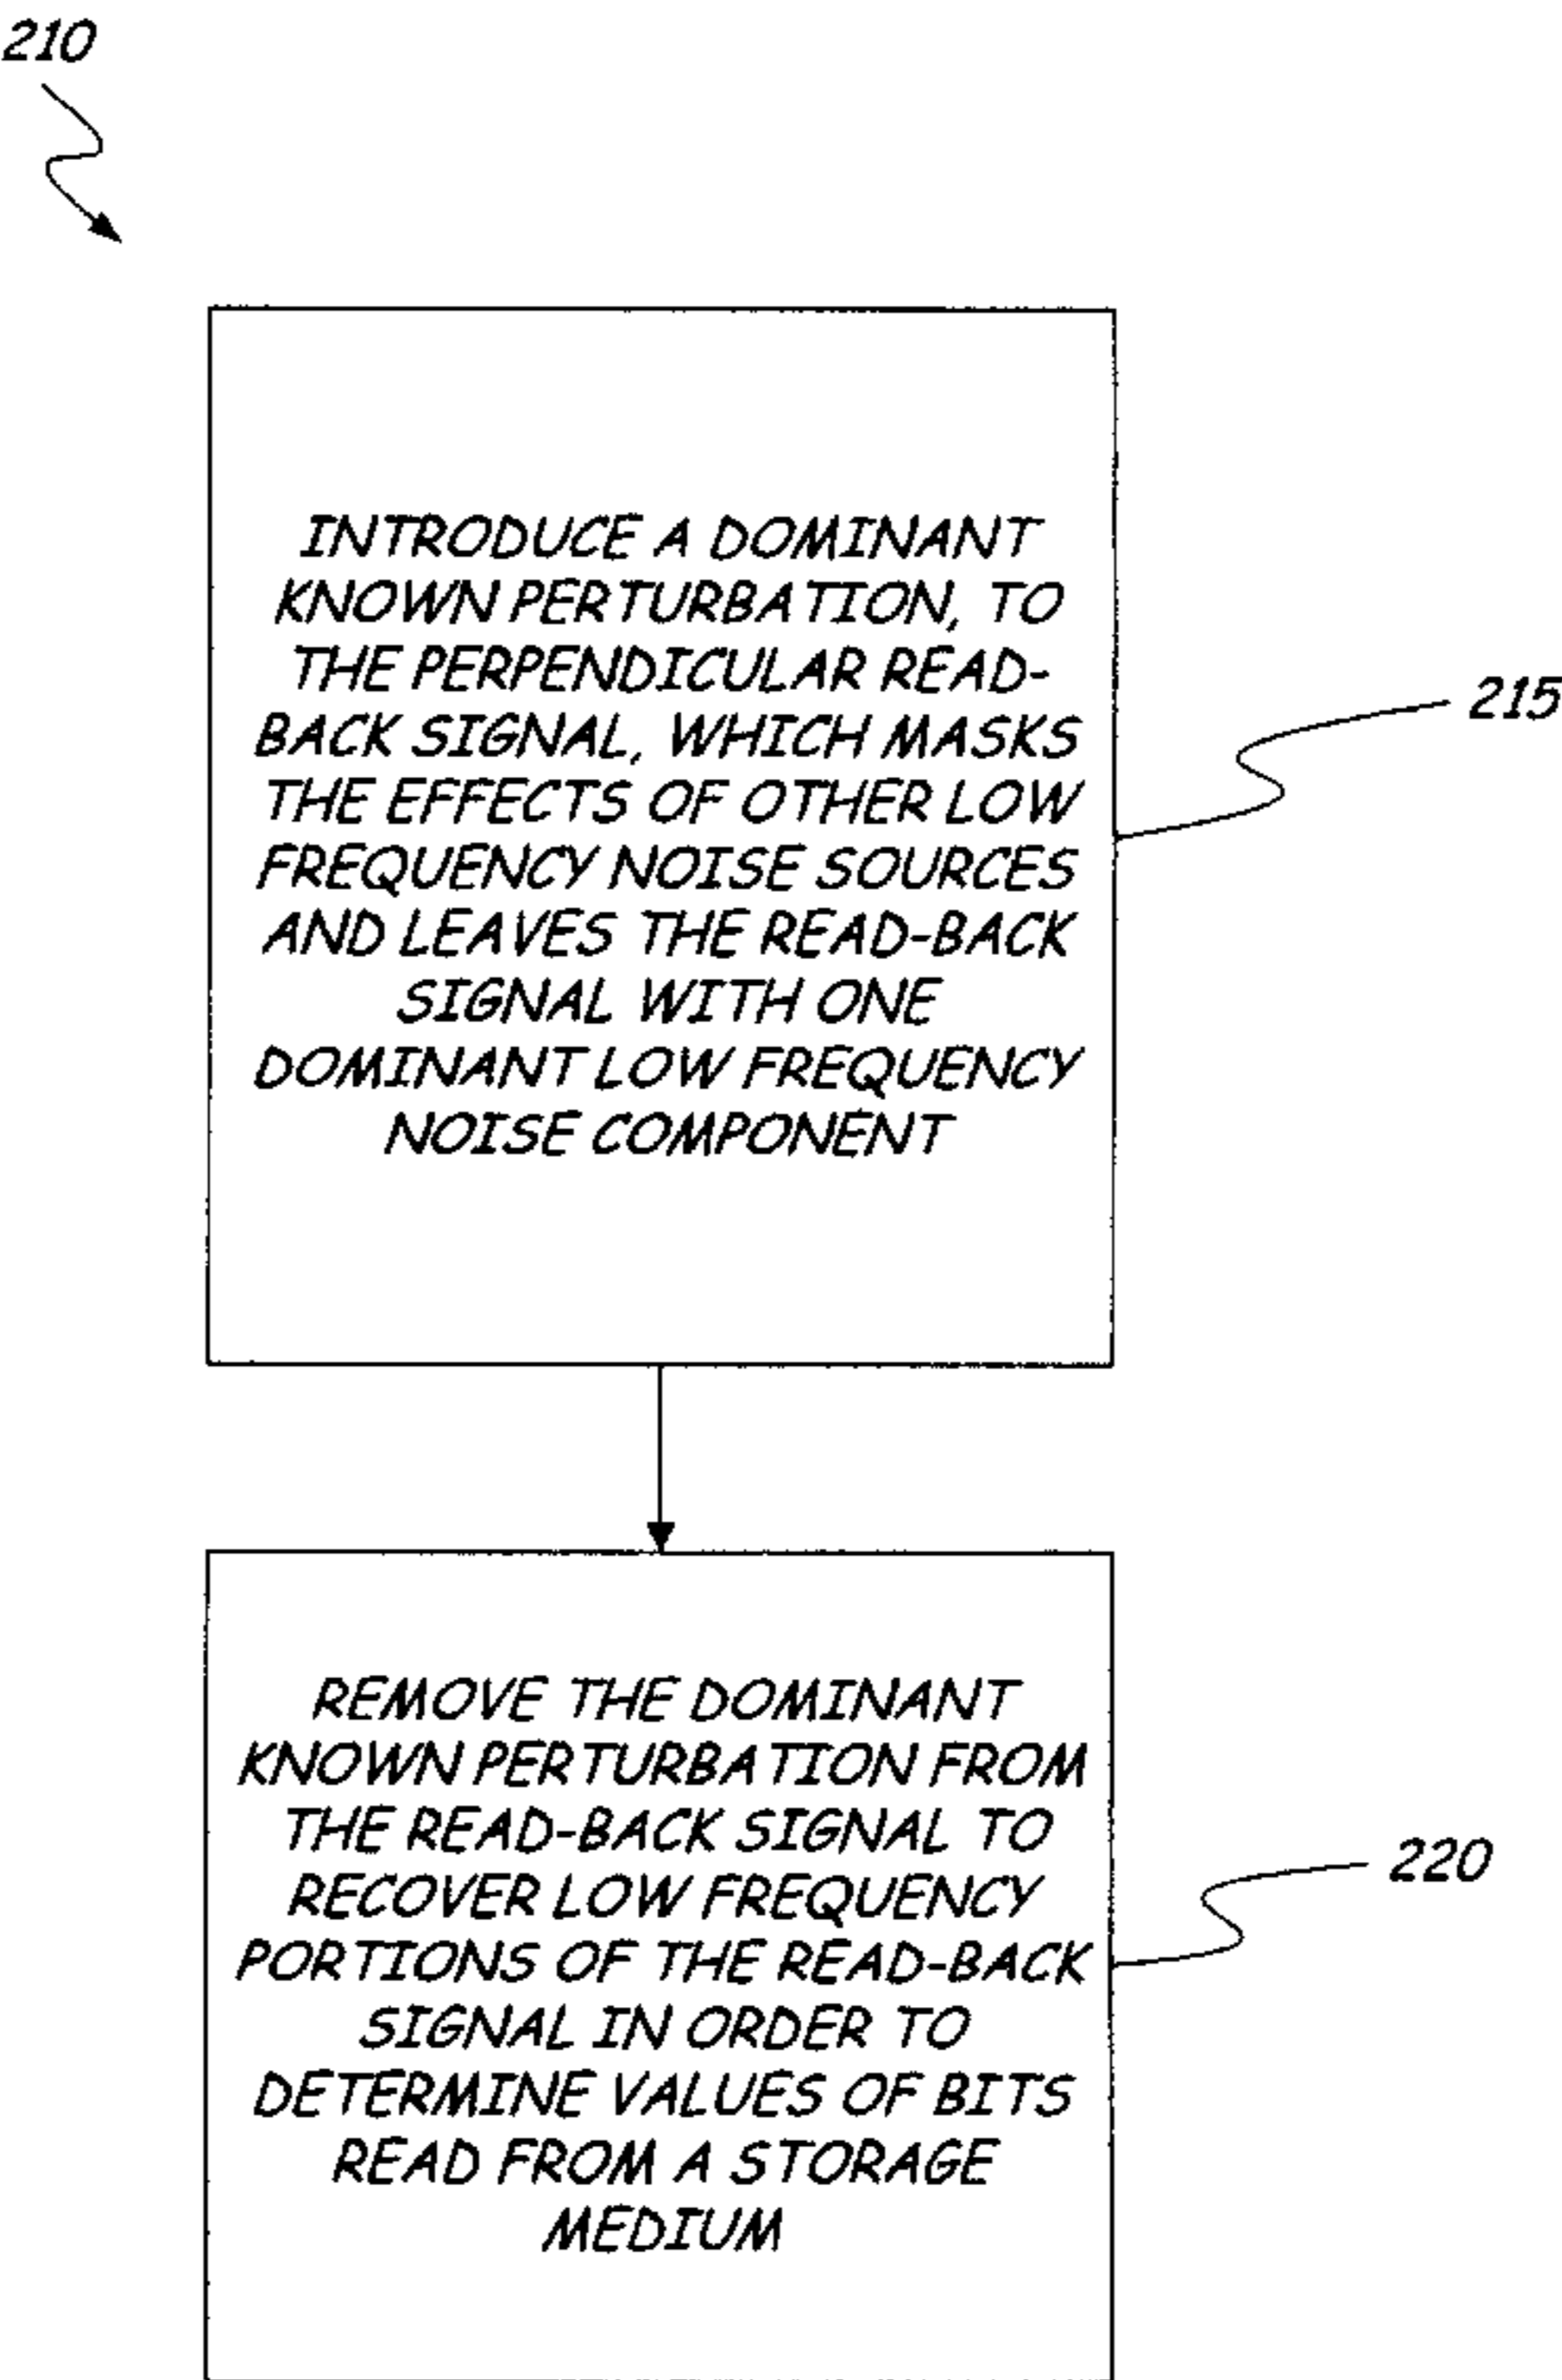 210
INTRODUCE A DOMINANT
KNOWN PERTURBATION, TO
THE PERPENDICULAR READ-
BACK SIGNAL, WHICH MASKS
THE EFFECTS OF OTHER LOW
FREQUENCY NOISE SOURCES
AND LEAVES THE READ-BACK
SIGNAL WITH ONE
DOMINANT LOW FREQUENCY
NOISE COMPONENT
215
REMOVE THE DOMINANT
KNOWN PERTURBATION FROM
THE READ-BACK SIGNAL TO
RECOVER LOW FREQUENCY
PORTIONS OF THE READ-BACK
SIGNAL IN ORDER TO
DETERMINE VALUES OF BITS
READ FROM A STORAGE
MEDIUM
220